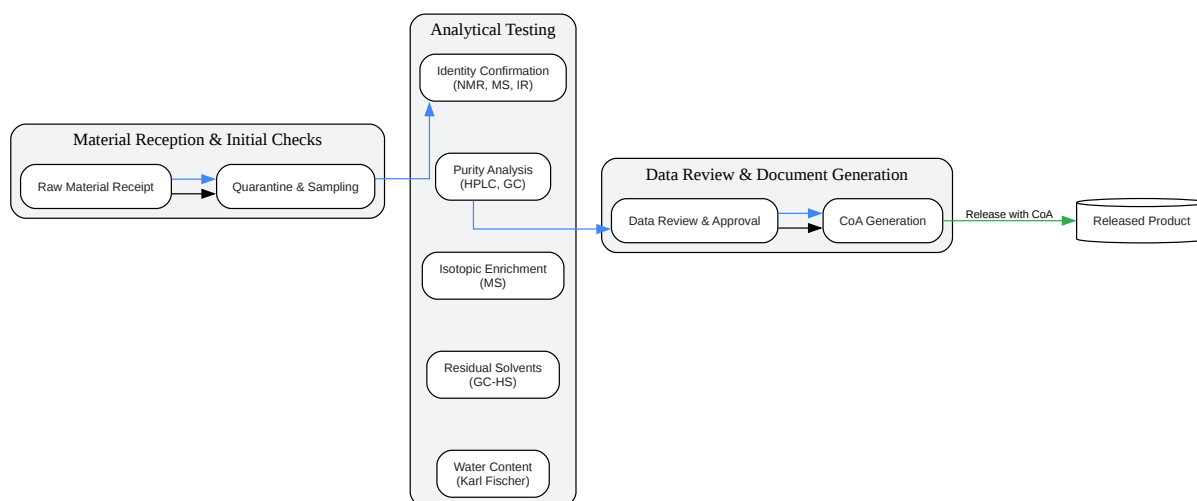 Material Reception & Initial Checks
Raw Material Receipt
Quarantine & Sampling
Analytical Testing
Identity Confirmation
(NMR, MS, IR)
Purity Analysis
(HPLC, GC)
Isotopic Enrichment
(MS)
Residual Solvents
(GC-HS)
Water Content
(Karl Fischer)
Data Review & Document Generation
Data Review & Approval
CoA Generation
Release with CoA
Released Product